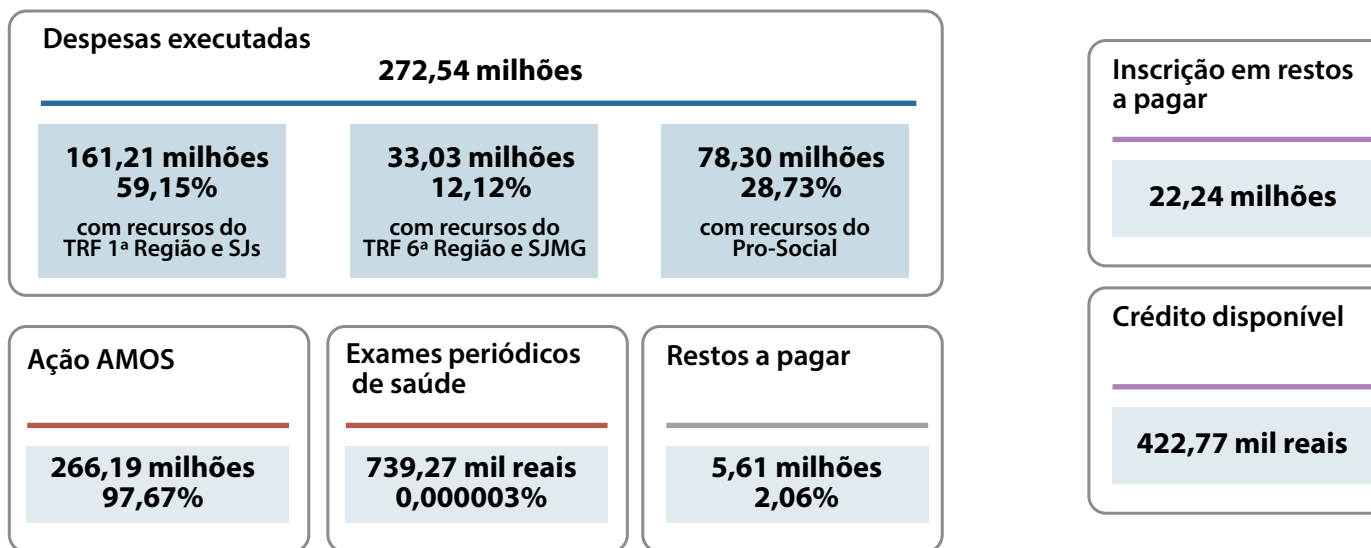 Despesas executadas
272,54 milhões
161,21 milhões
59,15%
com recursos do
TRF 1ª Região e SJs
33,03 milhões
12,12%
com recursos do
TRF 6ª Região e SJMG
78,30 milhões
28,73%
com recursos do
Pro-Social
Inscrição em restos
a pagar
22,24 milhões
Ação AMOS
266,19 milhões
97,67%
Exames periódicos
de saúde
739,27 mil reais
0,000003%
Restos a pagar
5,61 milhões
2,06%
Crédito disponível
422,77 mil reais